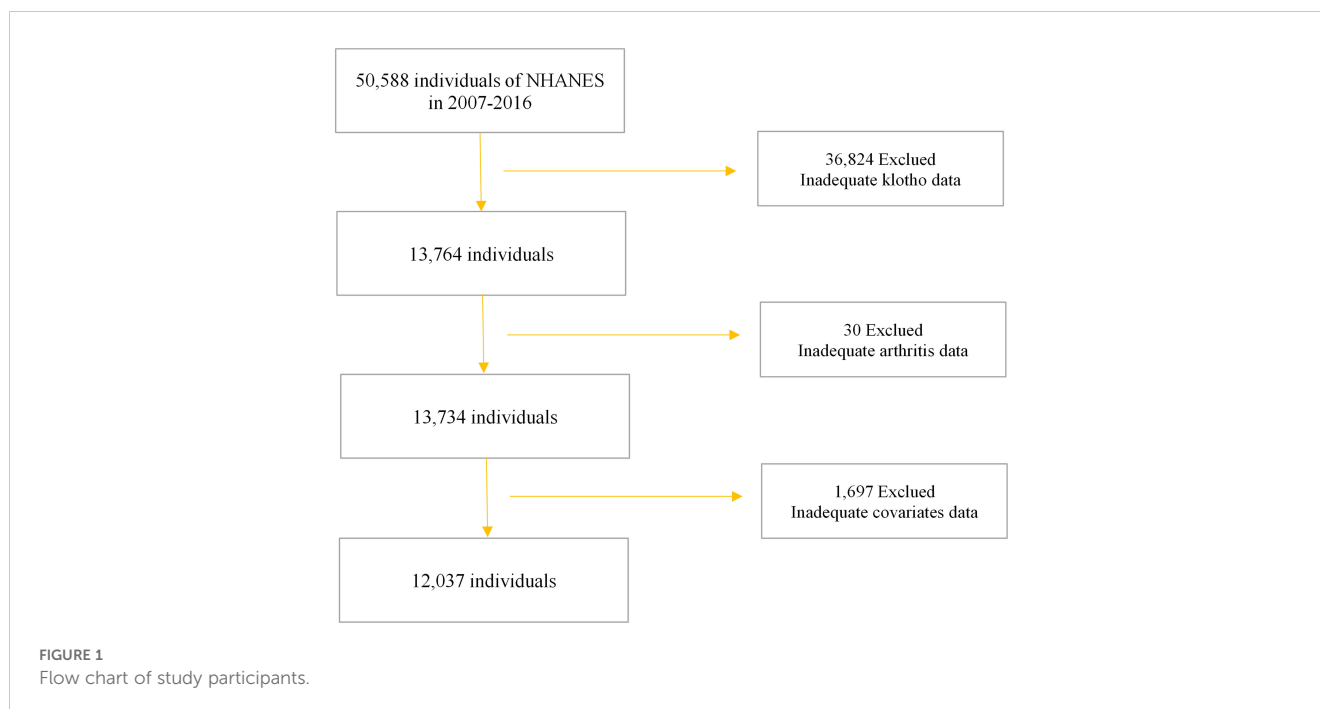 50,588 individuals of NHANES
in 2007-2016
36,824 Exclued
Inadequate klotho data
13,764 individuals
30 Exclued
Inadequate arthritis data
13,734 individuals
1,697 Exclued
Inadequate covariates data
12,037 individuals
FIGURE 1
Flow chart of study participants.